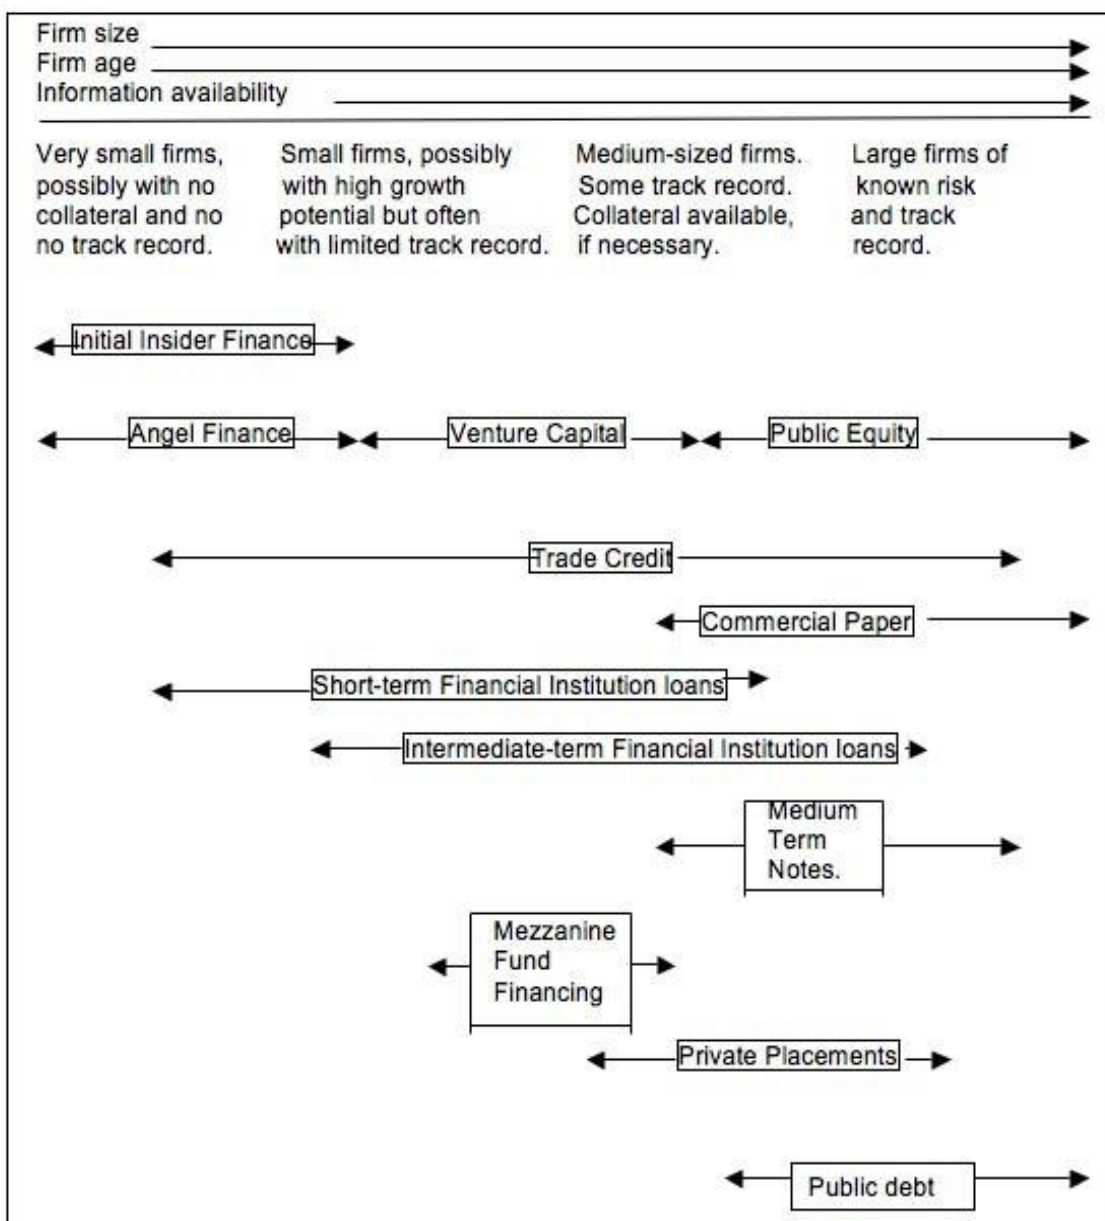 Firm size
Firm age
Information availability
Very small firms,
possibly with no
collateral and no
no track record.
Small firms, possibly
with high growth
potential but often
with limited track record.
Medium-sized firms.
Some track record.
Collateral available,
if necessary.
Large firms of
known risk
and track
record.
Initial Insider Finance
Angel Finance
Venture Capital
Public Equity
Trade Credit
Commercial Paper
Short-term Financial Institution loans
Intermediate-term Financial Institution loans
Medium
Term
Notes.
Mezzanine
Fund
Financing
Private Placements
Public debt